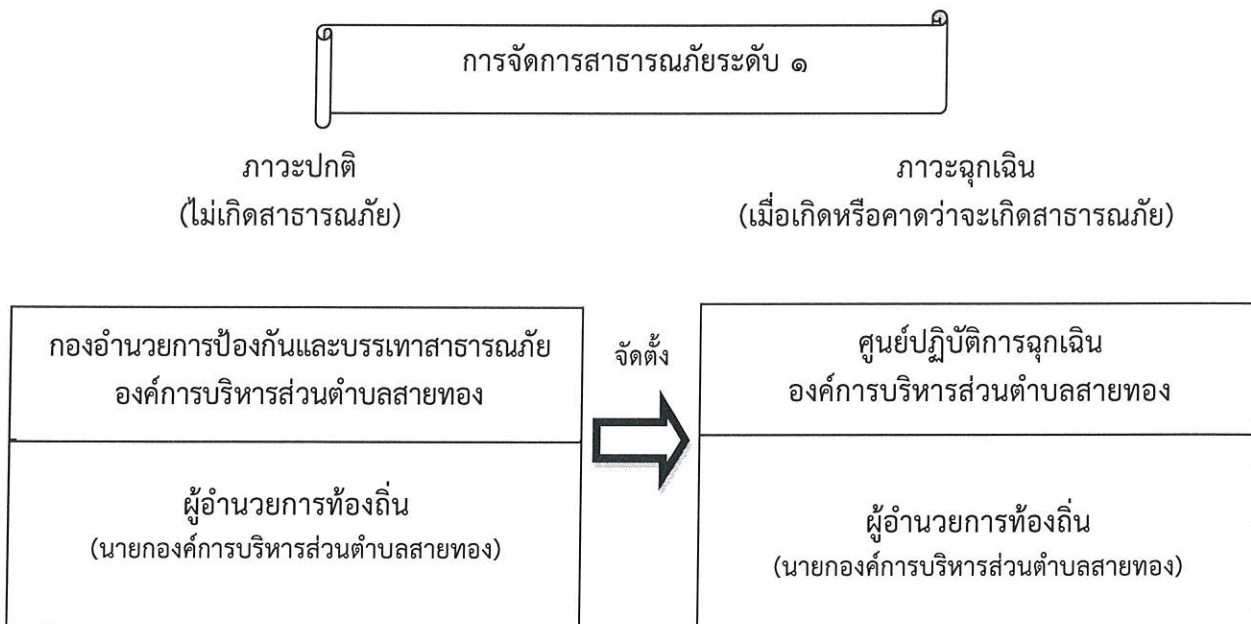 การจัดการสาธารณภัยระดับ ๑
ภาวะปกติ
(ไม่เกิดสาธารณภัย)
ภาวะฉุกเฉิน
(เมื่อเกิดหรือคาดว่าจะเกิดสาธารณภัย)
กองอำนวยการป้องกันและบรรเทาสาธารณภัย
องค์การบริหารส่วนตำบลสายทอง
ผู้อำนวยการท้องถิ่น
(นายกองค์การบริหารส่วนตำบลสายทอง)
จัดตั้ง
ศูนย์ปฏิบัติการฉุกเฉิน
องค์การบริหารส่วนตำบลสายทอง
ผู้อำนวยการท้องถิ่น
(นายกองค์การบริหารส่วนตำบลสายทอง)